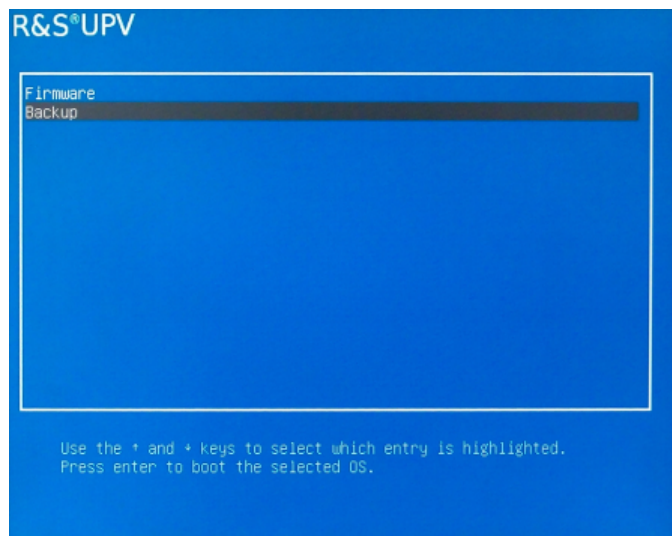 R&S®UPV
Firmware
Backup
Use the ↑ and ↓ keys to select which entry is highlighted.
Press enter to boot the selected OS.